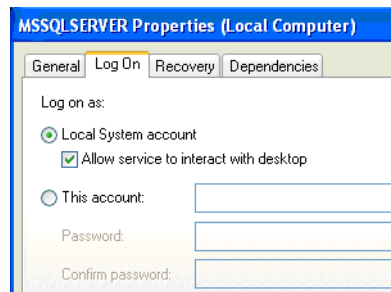 MSSQLSERVER Properties (Local Computer)
General Log On Recovery Dependencies
Log on as:
Local System account
Allow service to interact with desktop
This account:
Password:
Confirm password: